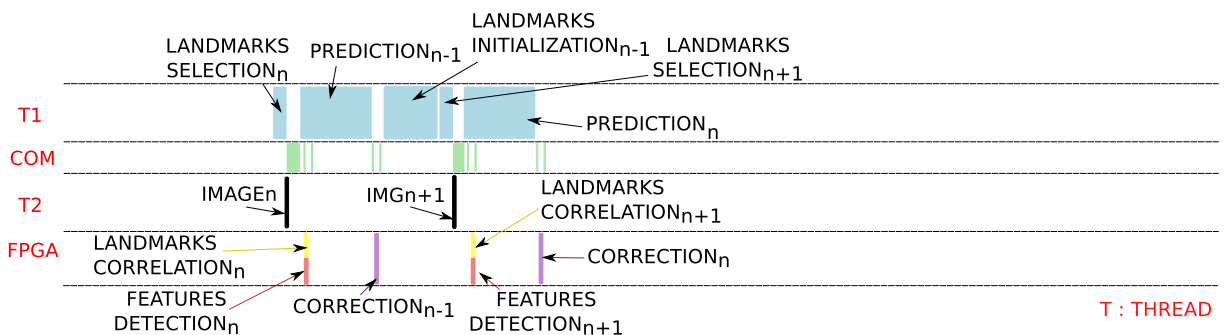 LANDMARKS
SELECTIONn
PREDICTIONn-1
LANDMARKS
INITIALIZATIONn-1
LANDMARKS
SELECTIONn+1
T1
PREDICTIONn
COM
T2
IMAGEn
IMGn+1
LANDMARKS
CORRELATIONn+1
FPGA
LANDMARKS
CORRELATIONn
CORRECTIONn
FEATURES
DETECTIONn
CORRECTIONn-1
FEATURES
DETECTIONn+1
T : THREAD